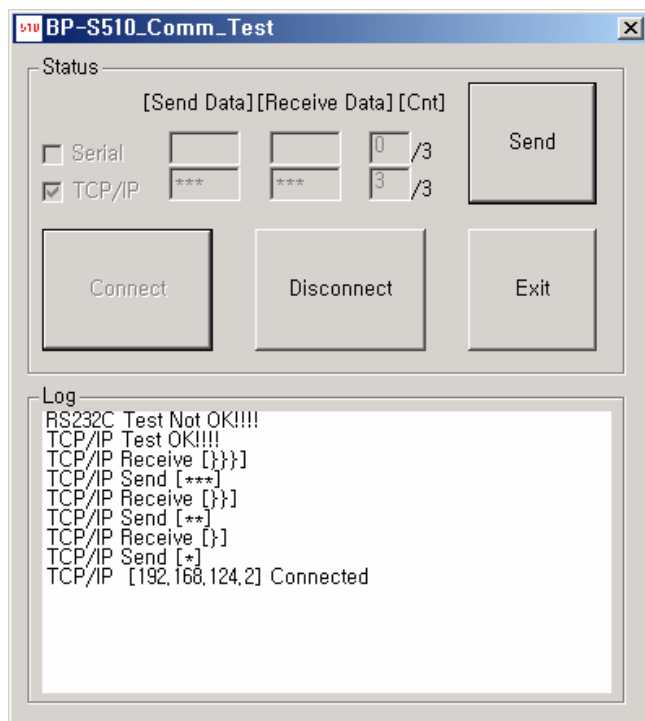 510 BP-S510_Comm_Test
Status
[Send Data] [Receive Data] [Cnt]
Serial 0 /3
TCP/IP *** *** 3 /3
Send
Connect Disconnect Exit
Log
RS232C Test Not OK!!!!
TCP/IP Test OK!!!!
TCP/IP Receive [}}}]
TCP/IP Send [***]
TCP/IP Receive [}}]
TCP/IP Send [**]
TCP/IP Receive [}]
TCP/IP Send [*]
TCP/IP [192,168,124,2] Connected